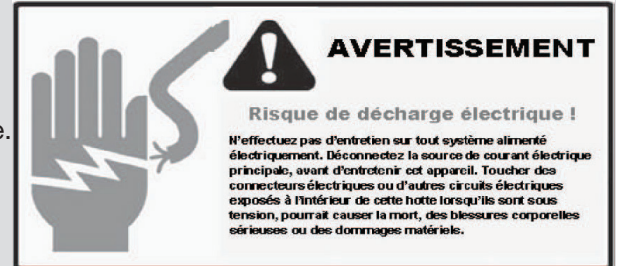 AVERTISSEMENT
Risque de décharge électrique !
e.
N'effectuez pas d'entretien sur tout système alimenté
électriquement. Déconnectez la source de courant électrique
principale, avant d'entretenir cet appareil. Toucher des
connecteurs électriques ou d'autres circuits électriques
exposés à l'intérieur de cette hotte lorsqu'ils sont sous
tension, pourrait causer la mort, des blessures corporelles
sérieuses ou des dommages matériels.